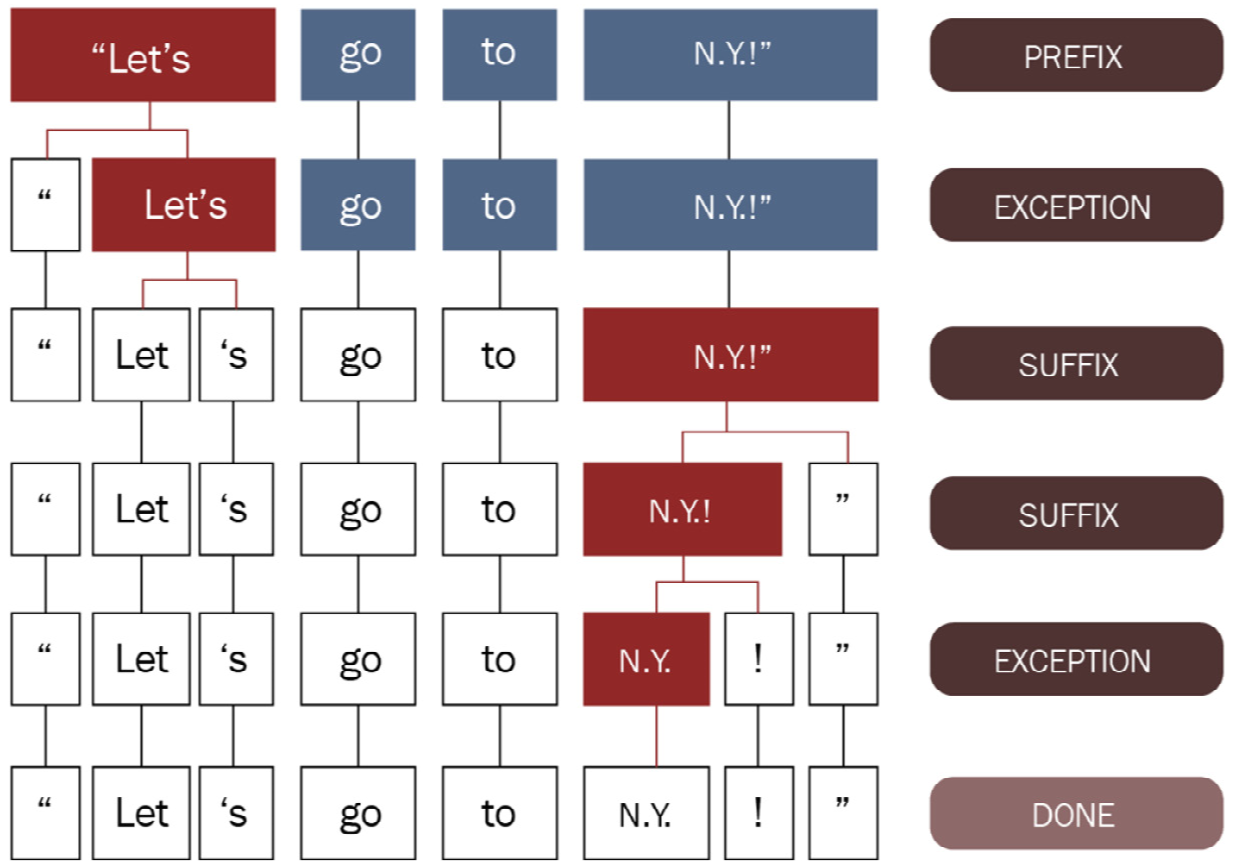 “Let’s go to N.Y.!” PREFIX
“ Let’s go to N.Y.!” EXCEPTION
“ Let ‘s go to N.Y.!” SUFFIX
“ Let ‘s go to N.Y.! ” SUFFIX
“ Let ‘s go to N.Y. ! ” EXCEPTION
“ Let ‘s go to N.Y. ! ” DONE